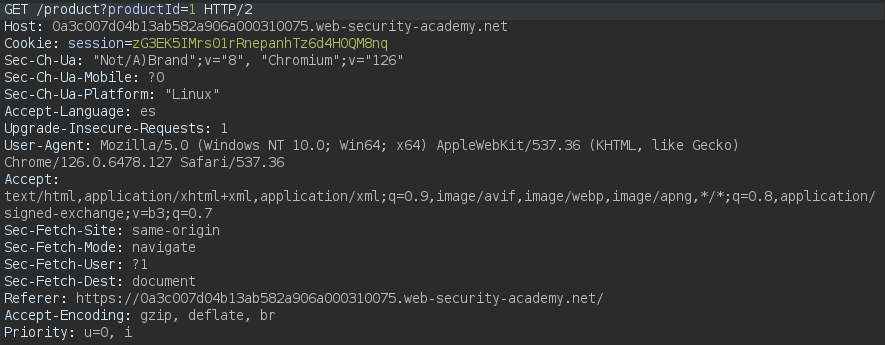 GET /product?productId=1 HTTP/2
Host: 0a3c007d04b13ab582a906a000310075.web-security-academy.net
Cookie: session=zG3EK5IMrsO1rRnepanhTz6d4H0QM8nq
Sec-Ch-Ua: "Not/A)Brand";v="8", "Chromium";v="126"
Sec-Ch-Ua-Mobile: ?0
Sec-Ch-Ua-Platform: "Linux"
Accept-Language: es
Upgrade-Insecure-Requests: 1
User-Agent: Mozilla/5.0 (Windows NT 10.0; Win64; x64) AppleWebKit/537.36 (KHTML, like Gecko)
Chrome/126.0.6478.127 Safari/537.36
Accept:
text/html,application/xhtml+xml,application/xml;q=0.9,image/avif,image/webp,image/apng,*/*;q=0.8,application/
signed-exchange;v=b3;q=0.7
Sec-Fetch-Site: same-origin
Sec-Fetch-Mode: navigate
Sec-Fetch-User: ?1
Sec-Fetch-Dest: document
Referer: https://0a3c007d04b13ab582a906a000310075.web-security-academy.net/
Accept-Encoding: gzip, deflate, br
Priority: u=0, i